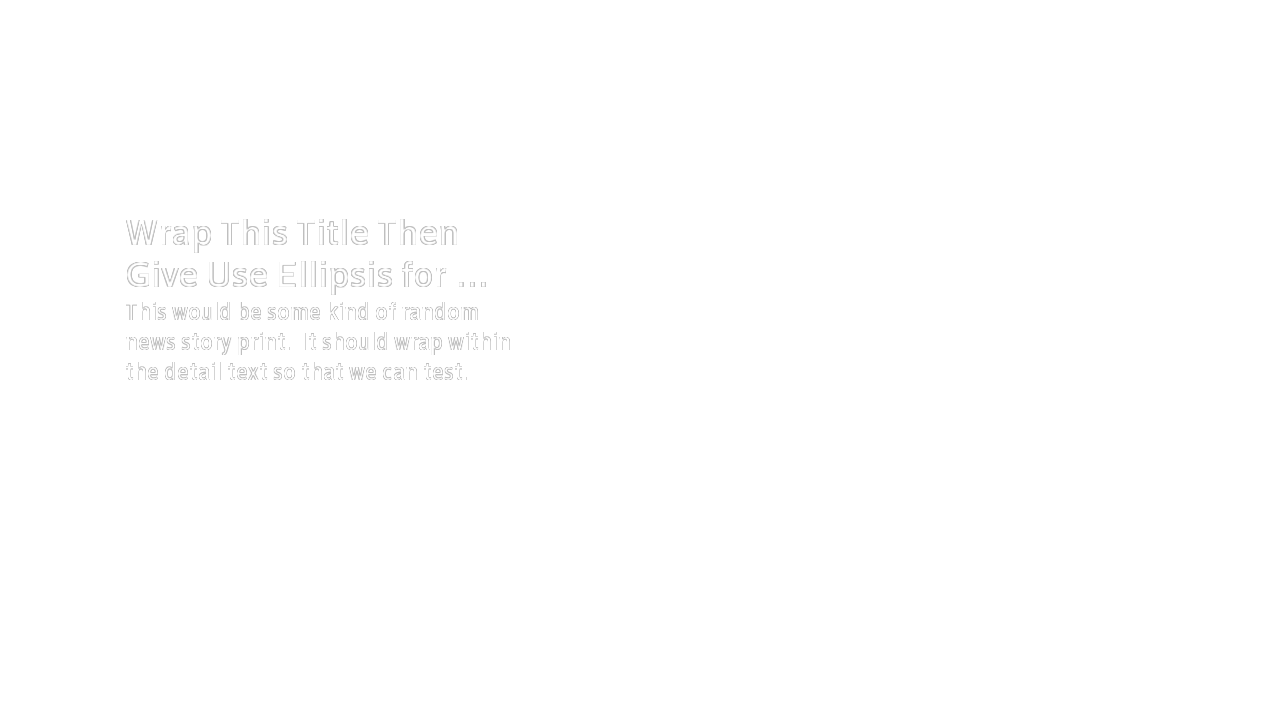 Wrap This Title Then
Give Use Ellipsis for ...
This would be some kind of random
news story print.  It should wrap within
the detail text so that we can test.